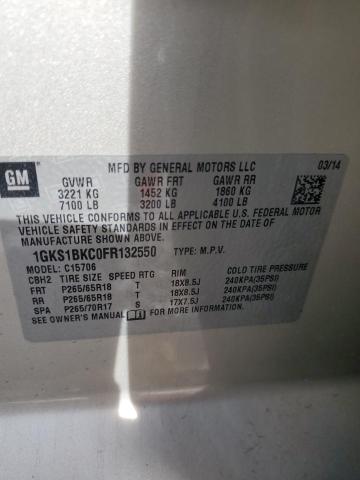 GM
MFD BY GENERAL MOTORS LLC 03/14
GVWR GAWR FRT GAWR RR
3221 KG 1452 KG 1860 KG
7100 LB 3200 LB 4100 LB
THIS VEHICLE CONFORMS TO ALL APPLICABLE U.S. FEDERAL MOTOR
VEHICLE SAFETY STANDARDS IN EFFECT ON THE DATE OF
MANUFACTURE SHOWN ABOVE.
1GKS1BKC0FR132550 TYPE: M.P.V.
MODEL: C15706
CBH2 TIRE SIZE SPEED RTG RIM COLD TIRE PRESSURE
FRT P265/65R18 T 18X8.5J 240KPA(35PSI)
RR P265/65R18 T 18X8.5J 240KPA(35PSI)
SPA P265/70R17 S 17X7.5J 240KPA(35PSI)
SEE OWNER'S MANUAL FOR MORE INFORMATION.